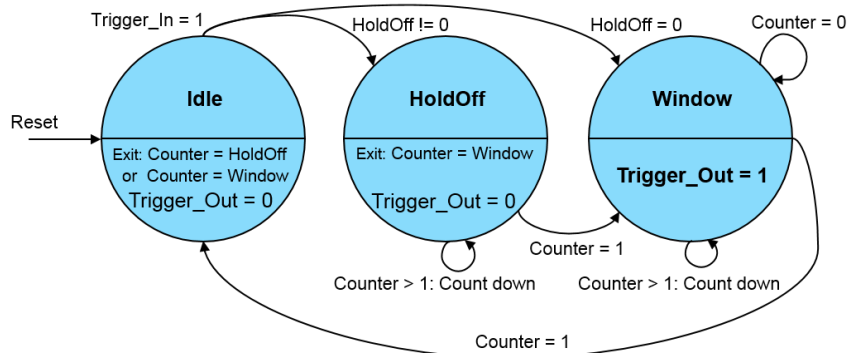 Trigger_In = 1
HoldOff != 0
HoldOff = 0
Counter = 0
Reset
Idle
Exit: Counter = HoldOff
or Counter = Window
Trigger_Out = 0
HoldOff
Exit: Counter = Window
Trigger_Out = 0
Window
Trigger_Out = 1
Counter = 1
Counter > 1: Count down
Counter > 1: Count down
Counter = 1